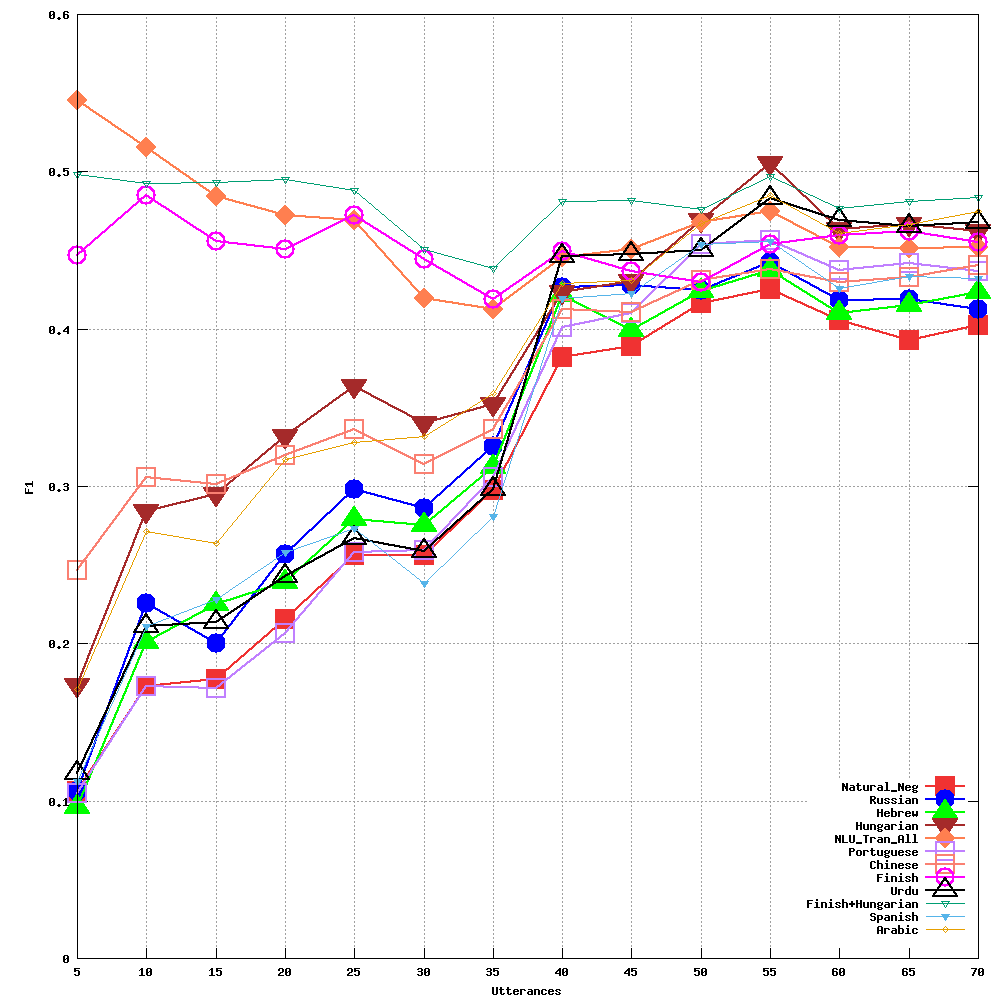 0.6
0.5
0.4
0.3
0.2
0.1
0
F1
Natural_Neg
Russian
Hebrew
Hungarian
NLU_Tran_All
Portuguese
Chinese
Finish
Urdu
Finish+Hungarian
Spanish
Arabic
5 10 15 20 25 30 35 40 45 50 55 60 65 70
Utterances